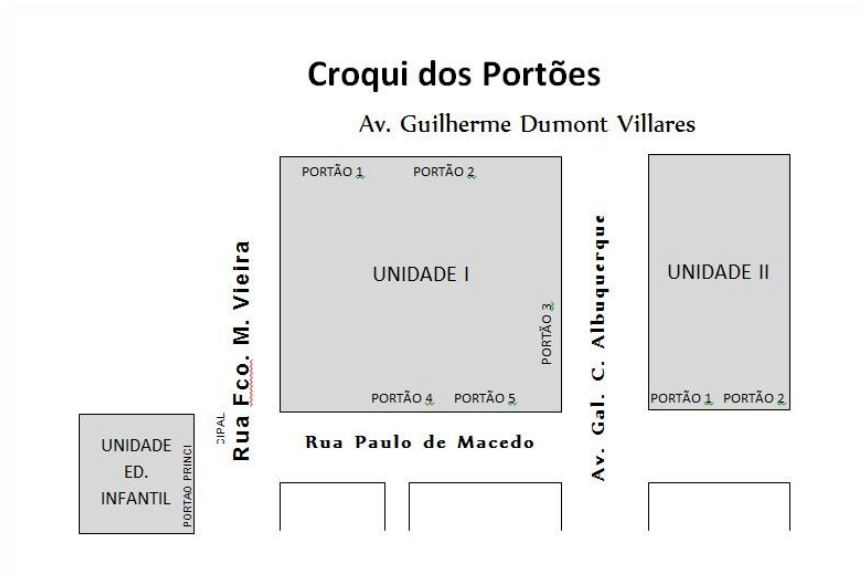 Croqui dos Portões
Av. Guilherme Dumont Villares
PORTÃO 1
PORTÃO 2
UNIDADE I
PORTÃO 3
PORTÃO 4
PORTÃO 5
Rua Fco. M. Vieira
Av. Gal. C. Albuquerque
UNIDADE II
PORTÃO 1
PORTÃO 2
Rua Paulo de Macedo
UNIDADE
ED.
INFANTIL
PORTAO PRINCI
CIPAL